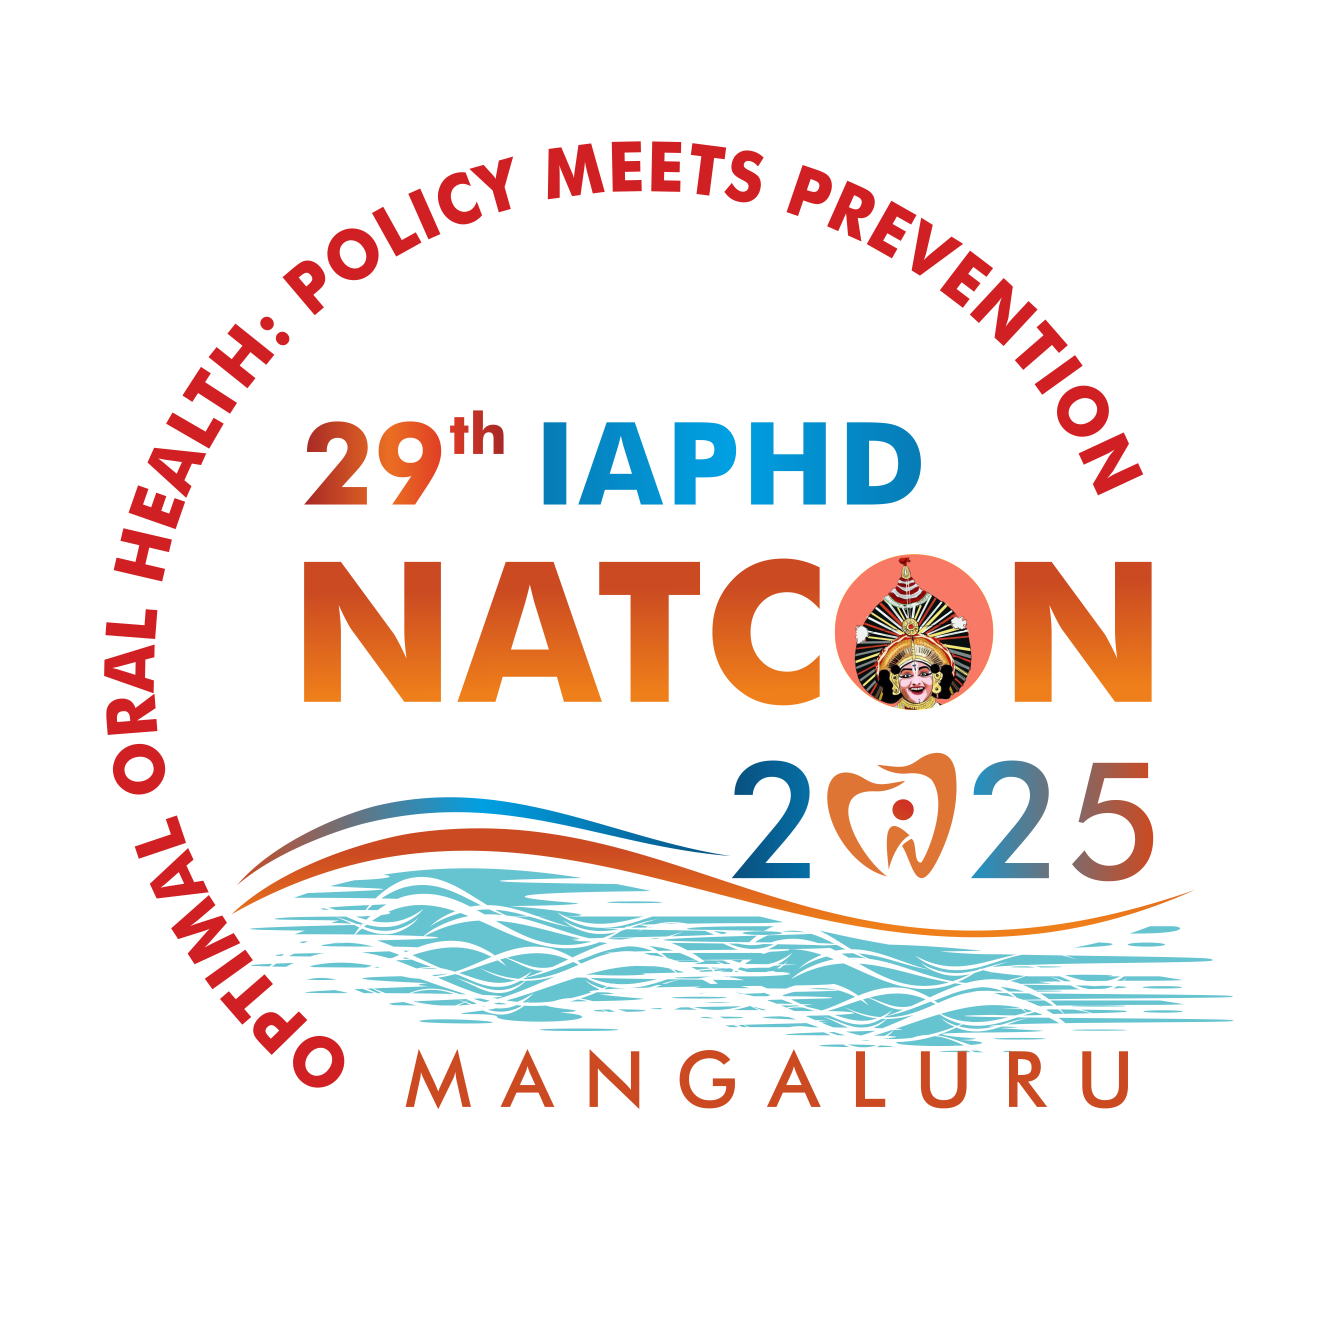 OPTIMAL ORAL HEALTH: POLICY MEETS PREVENTION
29th IAPHD
NATCON
2025
MANGALURU